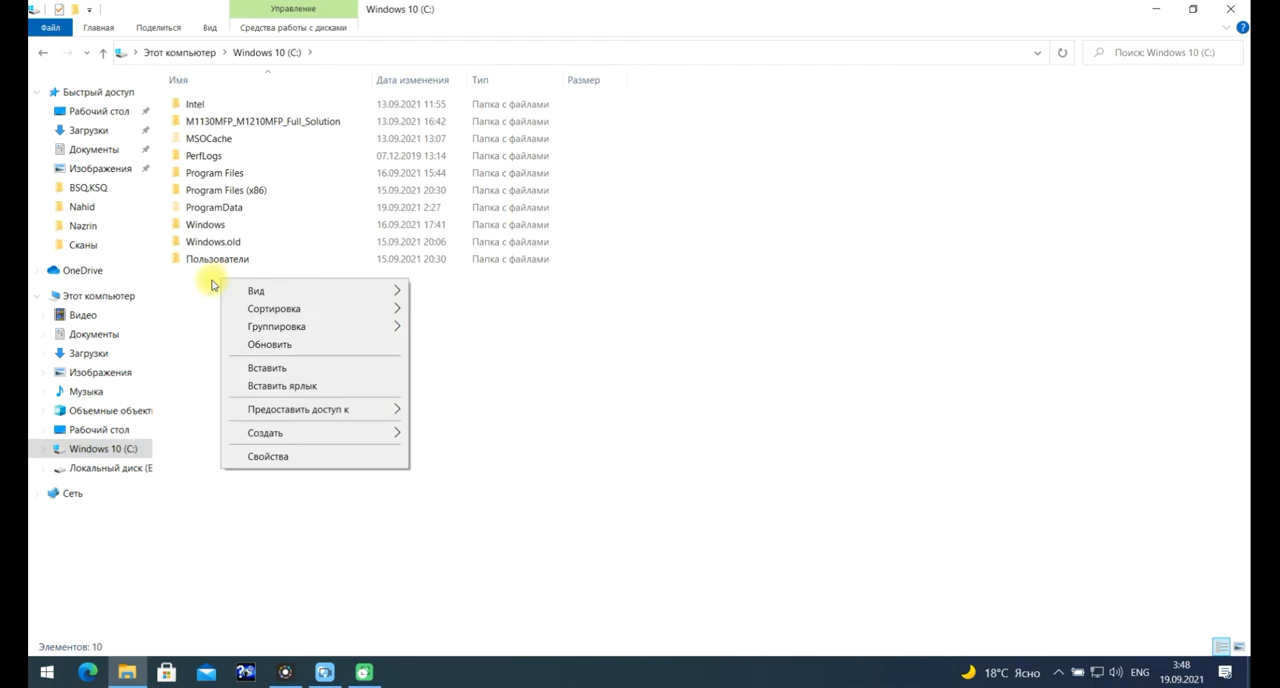 Управление
Windows 10 (C:)
Файл
Главная
Поделиться
Вид
Средства работы с дисками
Этот компьютер
Windows 10 (C:)
Поиск: Windows 10 (C:)
Имя
Дата изменения
Тип
Размер
Быстрый доступ
Рабочий стол
Загрузки
Документы
Изображения
BSQ,KSQ
Nahid
Nazrin
Сканы
OneDrive
Этот компьютер
Видео
Документы
Загрузки
Изображения
Музыка
Объемные объект
Рабочий стол
Windows 10 (C:)
Локальный диск (E
Сеть
Intel 13.09.2021 11:55 Папка с файлами
M1130MFP_M1210MFP_Full_Solution 13.09.2021 16:42 Папка с файлами
MSOCache 13.09.2021 13:07 Папка с файлами
PerfLogs 07.12.2019 13:14 Папка с файлами
Program Files 16.09.2021 15:44 Папка с файлами
Program Files (x86) 15.09.2021 20:30 Папка с файлами
ProgramData 19.09.2021 2:27 Папка с файлами
Windows 16.09.2021 17:41 Папка с файлами
Windows.old 15.09.2021 20:06 Папка с файлами
Пользователи 15.09.2021 20:30 Папка с файлами
Вид
Сортировка
Группировка
Обновить
Вставить
Вставить ярлык
Предоставить доступ к
Создать
Свойства
Элементов: 10
18°C Ясно
ENG
3:48
19.09.2021